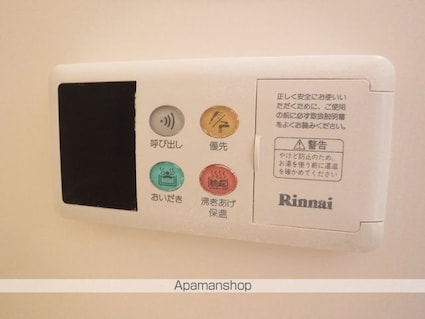 呼び出し
優先
おいだき
沸きあげ
保温
正しく安全にお使いい
ただくために、ご使用
の前に必ず取扱説明書
をよくお読みください。
警告
やけど防止のため、
お湯を使う前に湯温
を確かめてください
Rinnai
Apamanshop